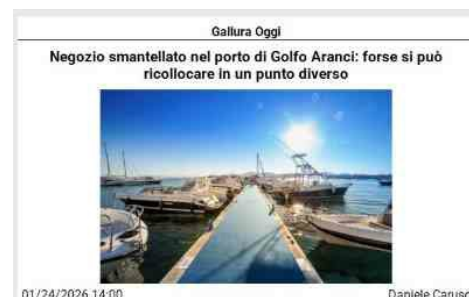 Gallura Oggi
Negozio smantellato nel porto di Golfo Aranci: forse si può
ricollocare in un punto diverso
01/24/2026 14:00
Daniele Caruso